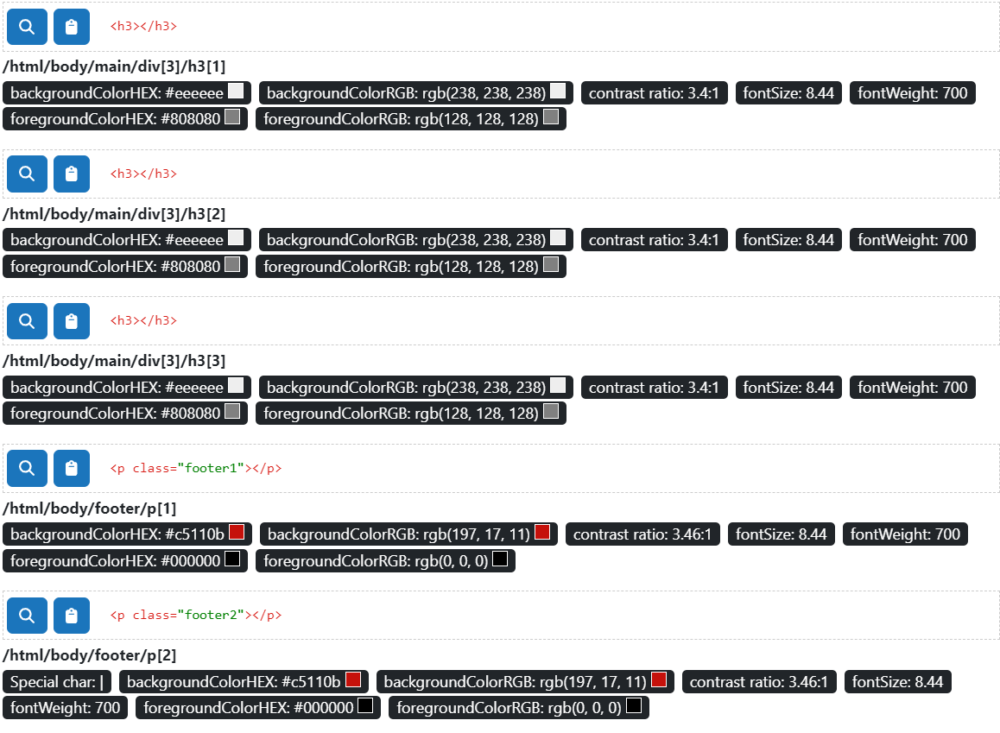 <h3></h3>
/html/body/main/div[3]/h3[1]
backgroundColorHEX: #eeeeee backgroundColorRGB: rgb(238, 238, 238) contrast ratio: 3.4:1 fontSize: 8.44 fontWeight: 700
foregroundColorHEX: #808080 foregroundColorRGB: rgb(128, 128, 128)
<h3></h3>
/html/body/main/div[3]/h3[2]
backgroundColorHEX: #eeeeee backgroundColorRGB: rgb(238, 238, 238) contrast ratio: 3.4:1 fontSize: 8.44 fontWeight: 700
foregroundColorHEX: #808080 foregroundColorRGB: rgb(128, 128, 128)
<h3></h3>
/html/body/main/div[3]/h3[3]
backgroundColorHEX: #eeeeee backgroundColorRGB: rgb(238, 238, 238) contrast ratio: 3.4:1 fontSize: 8.44 fontWeight: 700
foregroundColorHEX: #808080 foregroundColorRGB: rgb(128, 128, 128)
<p class="footer1"></p>
/html/body/footer/p[1]
backgroundColorHEX: #c5110b backgroundColorRGB: rgb(197, 17, 11) contrast ratio: 3.46:1 fontSize: 8.44 fontWeight: 700
foregroundColorHEX: #000000 foregroundColorRGB: rgb(0, 0, 0)
<p class="footer2"></p>
/html/body/footer/p[2]
Special char: | backgroundColorHEX: #c5110b backgroundColorRGB: rgb(197, 17, 11) contrast ratio: 3.46:1 fontSize: 8.44
fontWeight: 700 foregroundColorHEX: #000000 foregroundColorRGB: rgb(0, 0, 0)